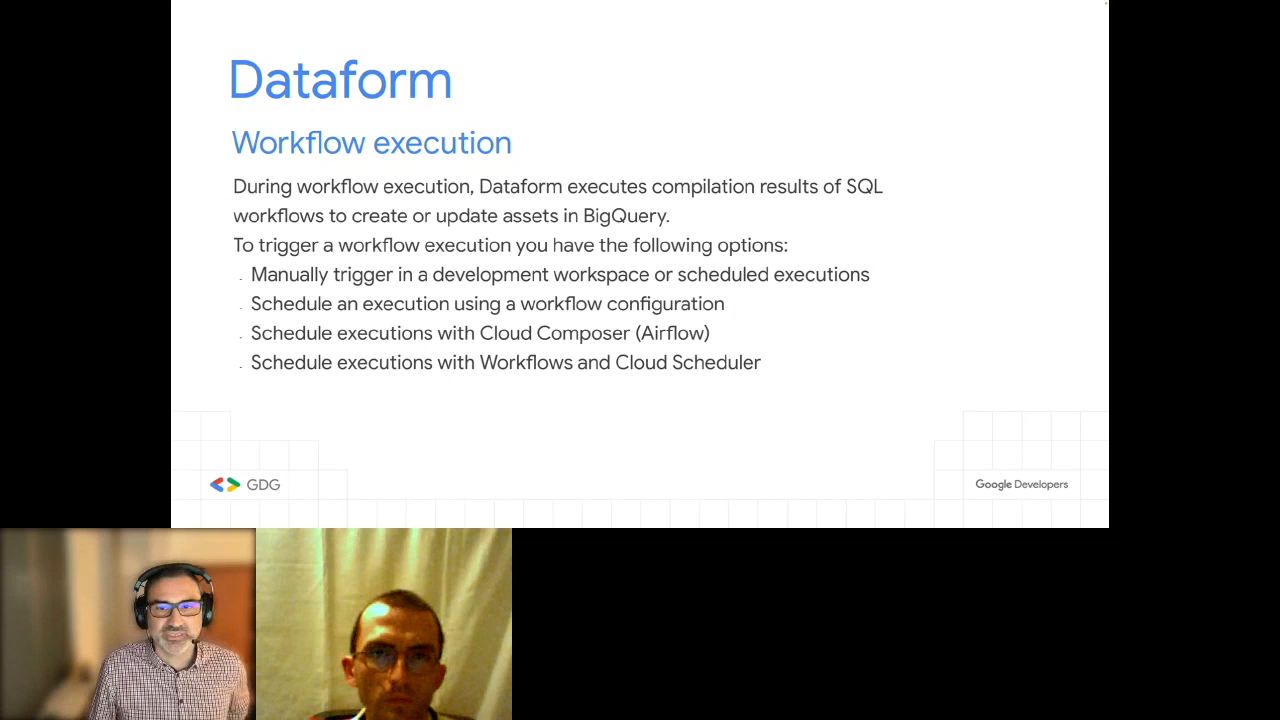 Dataform
Workflow execution
During workflow execution, Dataform executes compilation results of SQL
workflows to create or update assets in BigQuery.
To trigger a workflow execution you have the following options:
- Manually trigger in a development workspace or scheduled executions
- Schedule an execution using a workflow configuration
- Schedule executions with Cloud Composer (Airflow)
- Schedule executions with Workflows and Cloud Scheduler
GDG
Google Developers